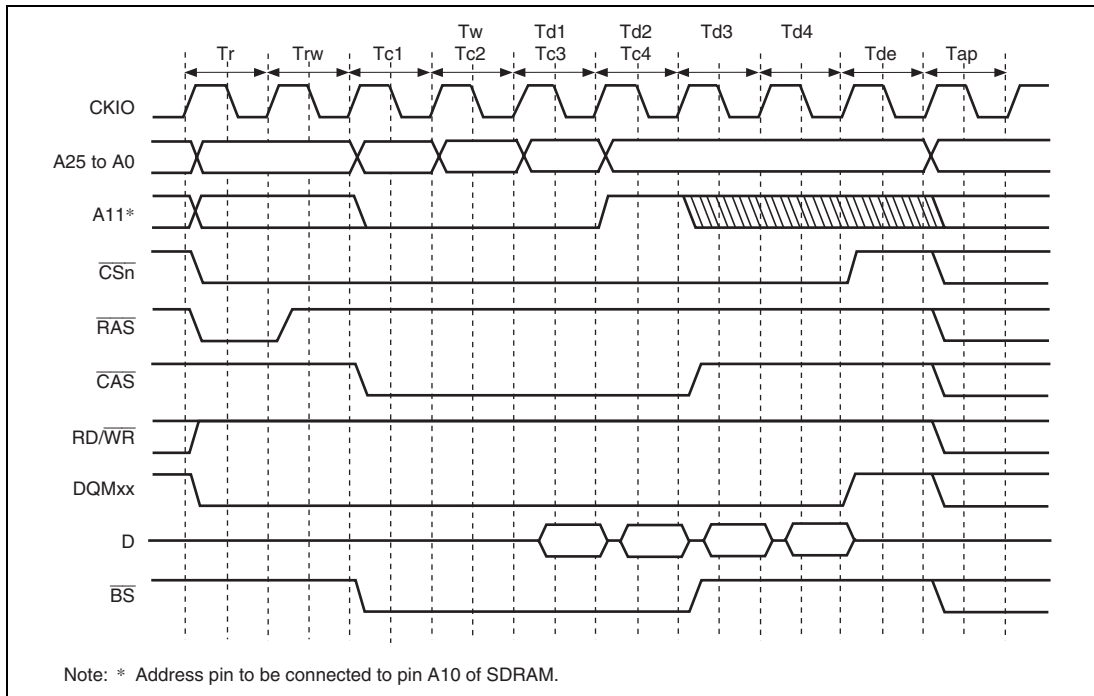 Tw Td1 Td2 Td3 Td4
Tr Trw Tc1 Tc2 Tc3 Tc4 Tde Tap
CKIO
A25 to A0
A11*
CSn
RAS
CAS
RD/WR
DQMxx
D
BS
Note: * Address pin to be connected to pin A10 of SDRAM.